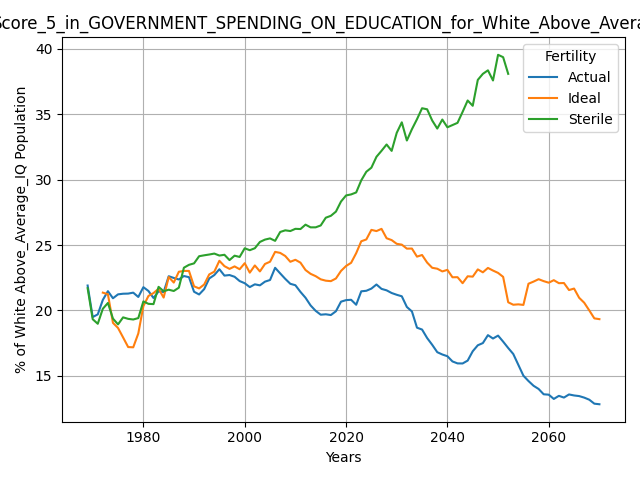 Score_5_in_GOVERNMENT_SPENDING_ON_EDUCATION_for_White_Above_Avera
Fertility
Actual
Ideal
Sterile
% of White Above_Average_IQ Population
40
35
30
25
20
15
1980
2000
2020
2040
2060
Years